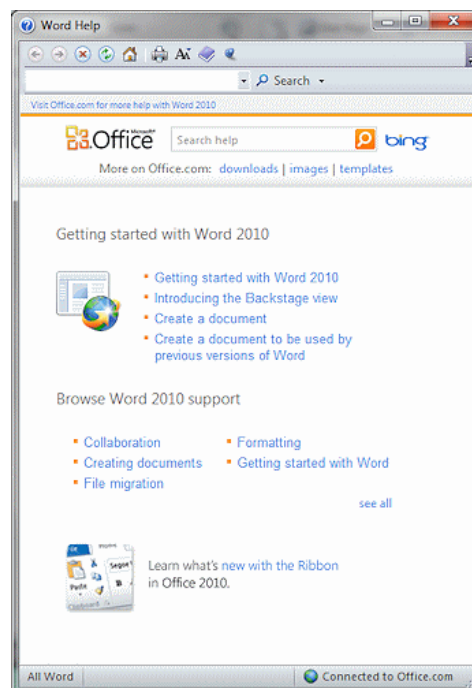 Word Help
Search
Visit Office.com for more help with Word 2010
Office Search help bing
More on Office.com: downloads | images | templates
Getting started with Word 2010
Getting started with Word 2010
Introducing the Backstage view
Create a document
Create a document to be used by
previous versions of Word
Browse Word 2010 support
Collaboration
Formatting
Creating documents
Getting started with Word
File migration
see all
Learn what's new with the Ribbon
in Office 2010.
Paste
All Word
Connected to Office.com